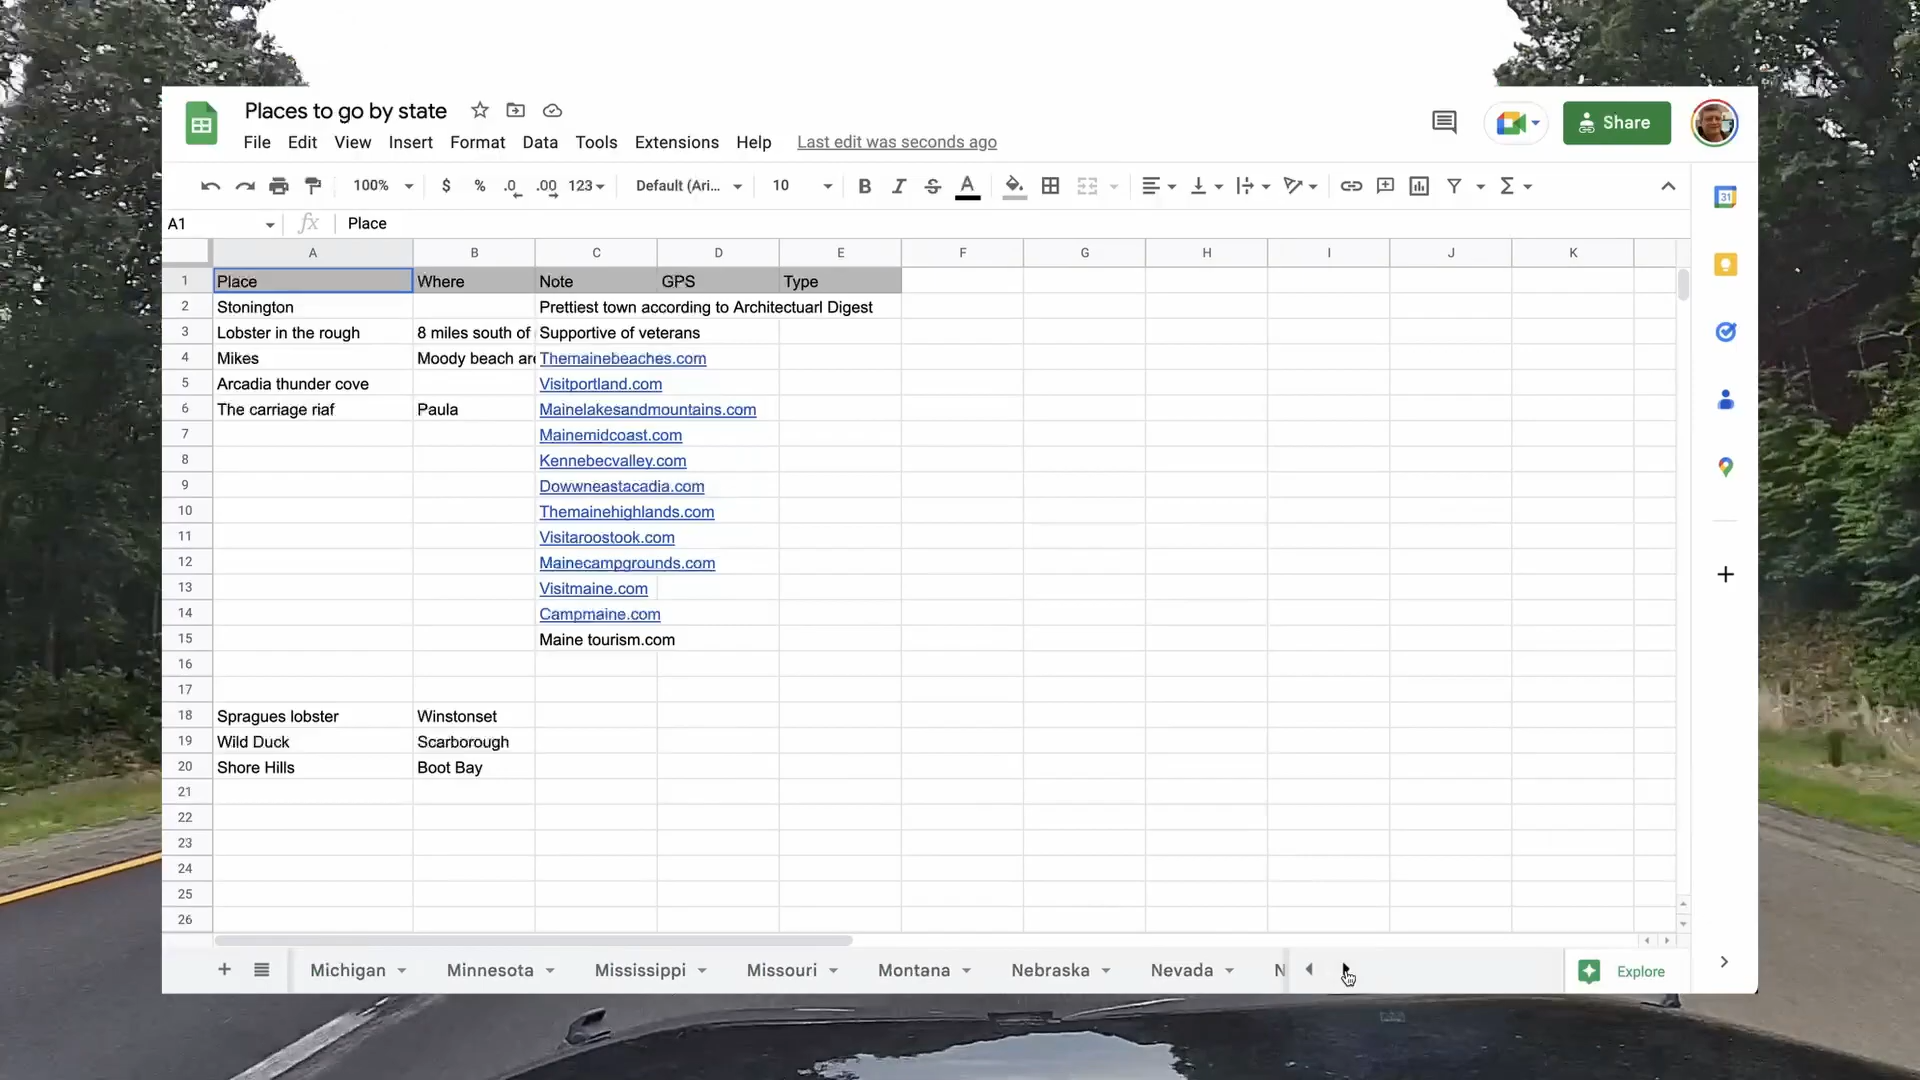 Places to go by state
File Edit View Insert Format Data Tools Extensions Help Last edit was seconds ago
Share
100% $ % .0 .00 123 Default (Ari... 10 B I S A
31
A1 fx Place
A B C D E F G H I J K
1 Place Where Note GPS Type
2 Stonington Prettiest town according to Architectuarl Digest
3 Lobster in the rough 8 miles south of Supportive of veterans
4 Mikes Moody beach are Themainebeaches.com
5 Arcadia thunder cove Visitportland.com
6 The carriage riaf Paula Mainelakesandmountains.com
7 Mainemidcoast.com
8 Kennebecvalley.com
9 Dowwneastacadia.com
10 Themainehighlands.com
11 Visitaroostook.com
12 Mainecampgrounds.com
13 Visitmaine.com
14 Campmaine.com
15 Maine tourism.com
16
17
18 Spragues lobster Winstonset
19 Wild Duck Scarborough
20 Shore Hills Boot Bay
21
22
23
24
25
26
Michigan Minnesota Mississippi Missouri Montana Nebraska Nevada N Explore